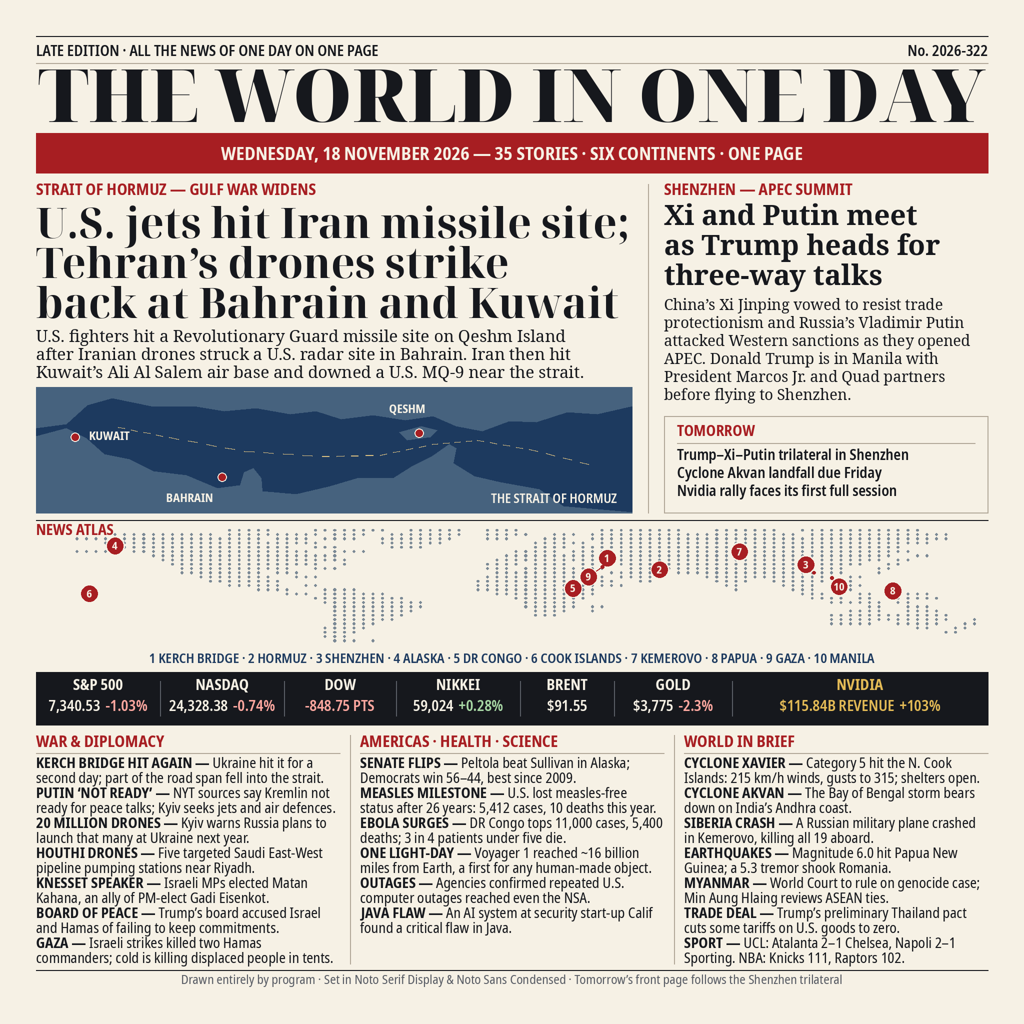 LATE EDITION · ALL THE NEWS OF ONE DAY ON ONE PAGE
No. 2026-322
THE WORLD IN ONE DAY
WEDNESDAY, 18 NOVEMBER 2026 — 35 STORIES · SIX CONTINENTS · ONE PAGE
STRAIT OF HORMUZ — GULF WAR WIDENS
U.S. jets hit Iran missile site;
Tehran’s drones strike
back at Bahrain and Kuwait
U.S. fighters hit a Revolutionary Guard missile site on Qeshm Island
after Iranian drones struck a U.S. radar site in Bahrain. Iran then hit
Kuwait’s Ali Al Salem air base and downed a U.S. MQ-9 near the strait.
QESHM
KUWAIT
BAHRAIN
THE STRAIT OF HORMUZ
SHENZHEN — APEC SUMMIT
Xi and Putin meet
as Trump heads for
three-way talks
China’s Xi Jinping vowed to resist trade
protectionism and Russia’s Vladimir Putin
attacked Western sanctions as they opened
APEC. Donald Trump is in Manila with
President Marcos Jr. and Quad partners
before flying to Shenzhen.
TOMORROW
Trump–Xi–Putin trilateral in Shenzhen
Cyclone Akvan landfall due Friday
Nvidia rally faces its first full session
NEWS ATLAS
4
1
7
2
3
9
5
10
6
8
1 KERCH BRIDGE · 2 HORMUZ · 3 SHENZHEN · 4 ALASKA · 5 DR CONGO · 6 COOK ISLANDS · 7 KEMEROVO · 8 PAPUA · 9 GAZA · 10 MANILA
S&P 500
7,340.53 -1.03%
NASDAQ
24,328.38 -0.74%
DOW
-848.75 PTS
NIKKEI
59,024 +0.28%
BRENT
$91.55
GOLD
$3,775 -2.3%
NVIDIA
$115.84B REVENUE +103%
WAR & DIPLOMACY
KERCH BRIDGE HIT AGAIN — Ukraine hit it for a
second day; part of the road span fell into the strait.
PUTIN ‘NOT READY’ — NYT sources say Kremlin not
ready for peace talks; Kyiv seeks jets and air defences.
20 MILLION DRONES — Kyiv warns Russia plans to
launch that many at Ukraine next year.
HOUTHI DRONES — Five targeted Saudi East-West
pipeline pumping stations near Riyadh.
KNESSET SPEAKER — Israeli MPs elected Matan
Kahana, an ally of PM-elect Gadi Eisenkot.
BOARD OF PEACE — Trump’s board accused Israel
and Hamas of failing to keep commitments.
GAZA — Israeli strikes killed two Hamas
commanders; cold is killing displaced people in tents.
AMERICAS · HEALTH · SCIENCE
SENATE FLIPS — Peltola beat Sullivan in Alaska;
Democrats win 56–44, best since 2009.
MEASLES MILESTONE — U.S. lost measles-free
status after 26 years: 5,412 cases, 10 deaths this year.
EBOLA SURGES — DR Congo tops 11,000 cases, 5,400
deaths; 3 in 4 patients under five die.
ONE LIGHT-DAY — Voyager 1 reached ~16 billion
miles from Earth, a first for any human-made object.
OUTAGES — Agencies confirmed repeated U.S.
computer outages reached even the NSA.
JAVA FLAW — An AI system at security start-up Calif
found a critical flaw in Java.
WORLD IN BRIEF
CYCLONE XAVIER — Category 5 hit the N. Cook
Islands: 215 km/h winds, gusts to 315; shelters open.
CYCLONE AKVAN — The Bay of Bengal storm bears
down on India’s Andhra coast.
SIBERIA CRASH — A Russian military plane crashed
in Kemerovo, killing all 19 aboard.
EARTHQUAKES — Magnitude 6.0 hit Papua New
Guinea; a 5.3 tremor shook Romania.
MYANMAR — World Court to rule on genocide case;
Min Aung Hlaing reviews ASEAN ties.
TRADE DEAL — Trump’s preliminary Thailand pact
cuts some tariffs on U.S. goods to zero.
SPORT — UCL: Atalanta 2–1 Chelsea, Napoli 2–1
Sporting. NBA: Knicks 111, Raptors 102.
Drawn entirely by program · Set in Noto Serif Display & Noto Sans Condensed · Tomorrow’s front page follows the Shenzhen trilateral